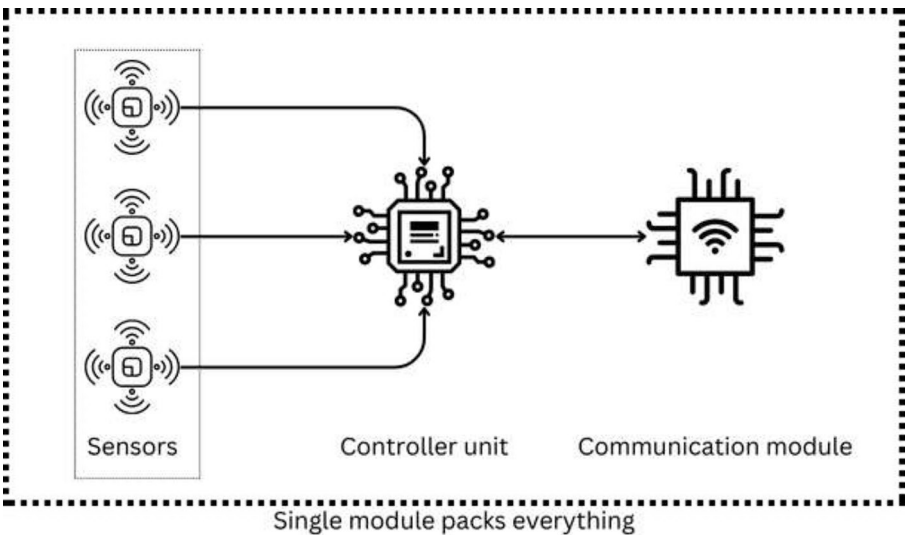 Sensors
Controller unit
Communication module
Single module packs everything